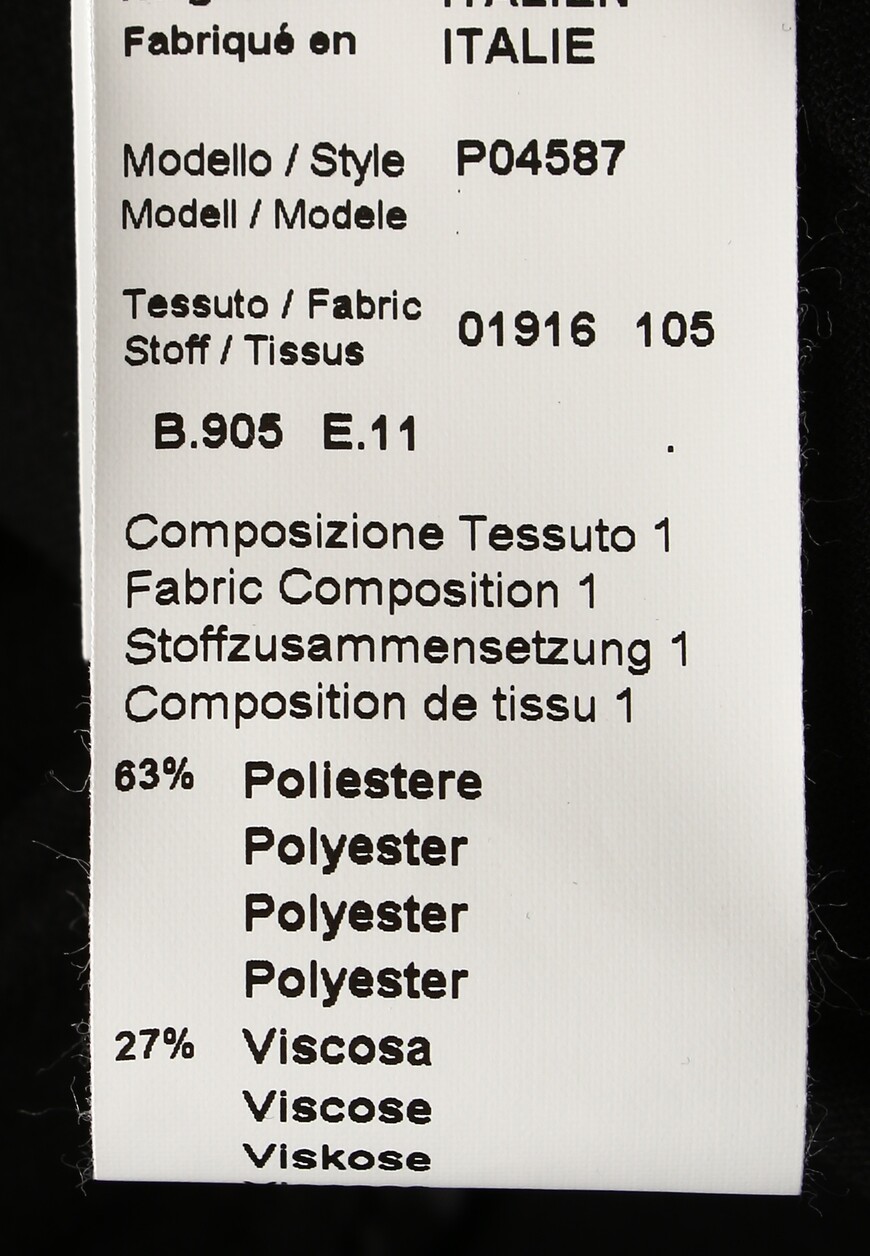 ITALIEN
Fabriqué en ITALIE
Modello / Style P04587
Modell / Modele
Tessuto / Fabric 01916 105
Stoff / Tissus
B.905 E.11 .
Composizione Tessuto 1
Fabric Composition 1
Stoffzusammensetzung 1
Composition de tissu 1
63% Poliestere
Polyester
Polyester
Polyester
27% Viscosa
Viscose
Viskose